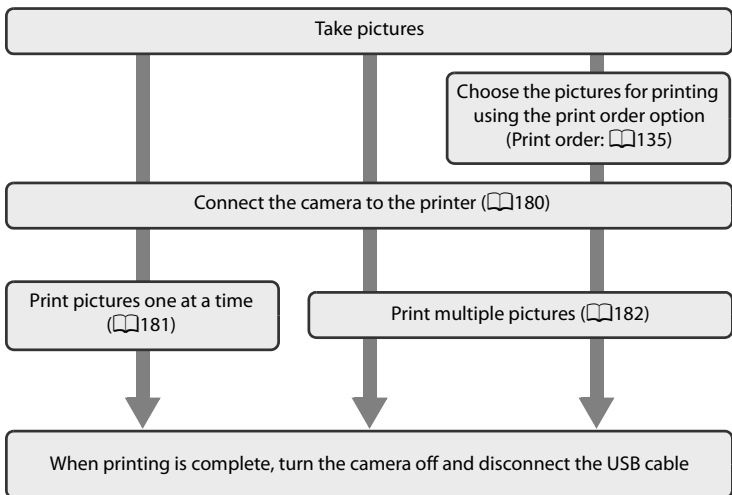 Take pictures
Choose the pictures for printing
using the print order option
(Print order: 📖135)
Connect the camera to the printer (📖180)
Print pictures one at a time
(📖181)
Print multiple pictures (📖182)
When printing is complete, turn the camera off and disconnect the USB cable